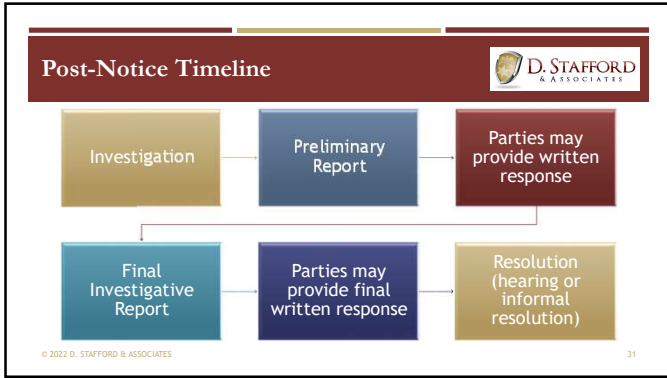 Post-Notice Timeline
D. STAFFORD
& ASSOCIATES
Investigation
Preliminary
Report
Parties may
provide written
response
Final
Investigative
Report
Parties may
provide final
written response
Resolution
(hearing or
informal
resolution)
© 2022 D. STAFFORD & ASSOCIATES
31